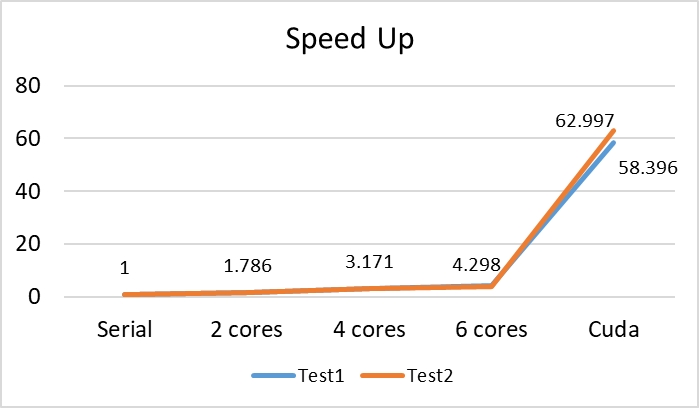 Speed Up
80
60
40
20
0
62.997
58.396
1
1.786
3.171
4.298
Serial
2 cores
4 cores
6 cores
Cuda
Test1
Test2